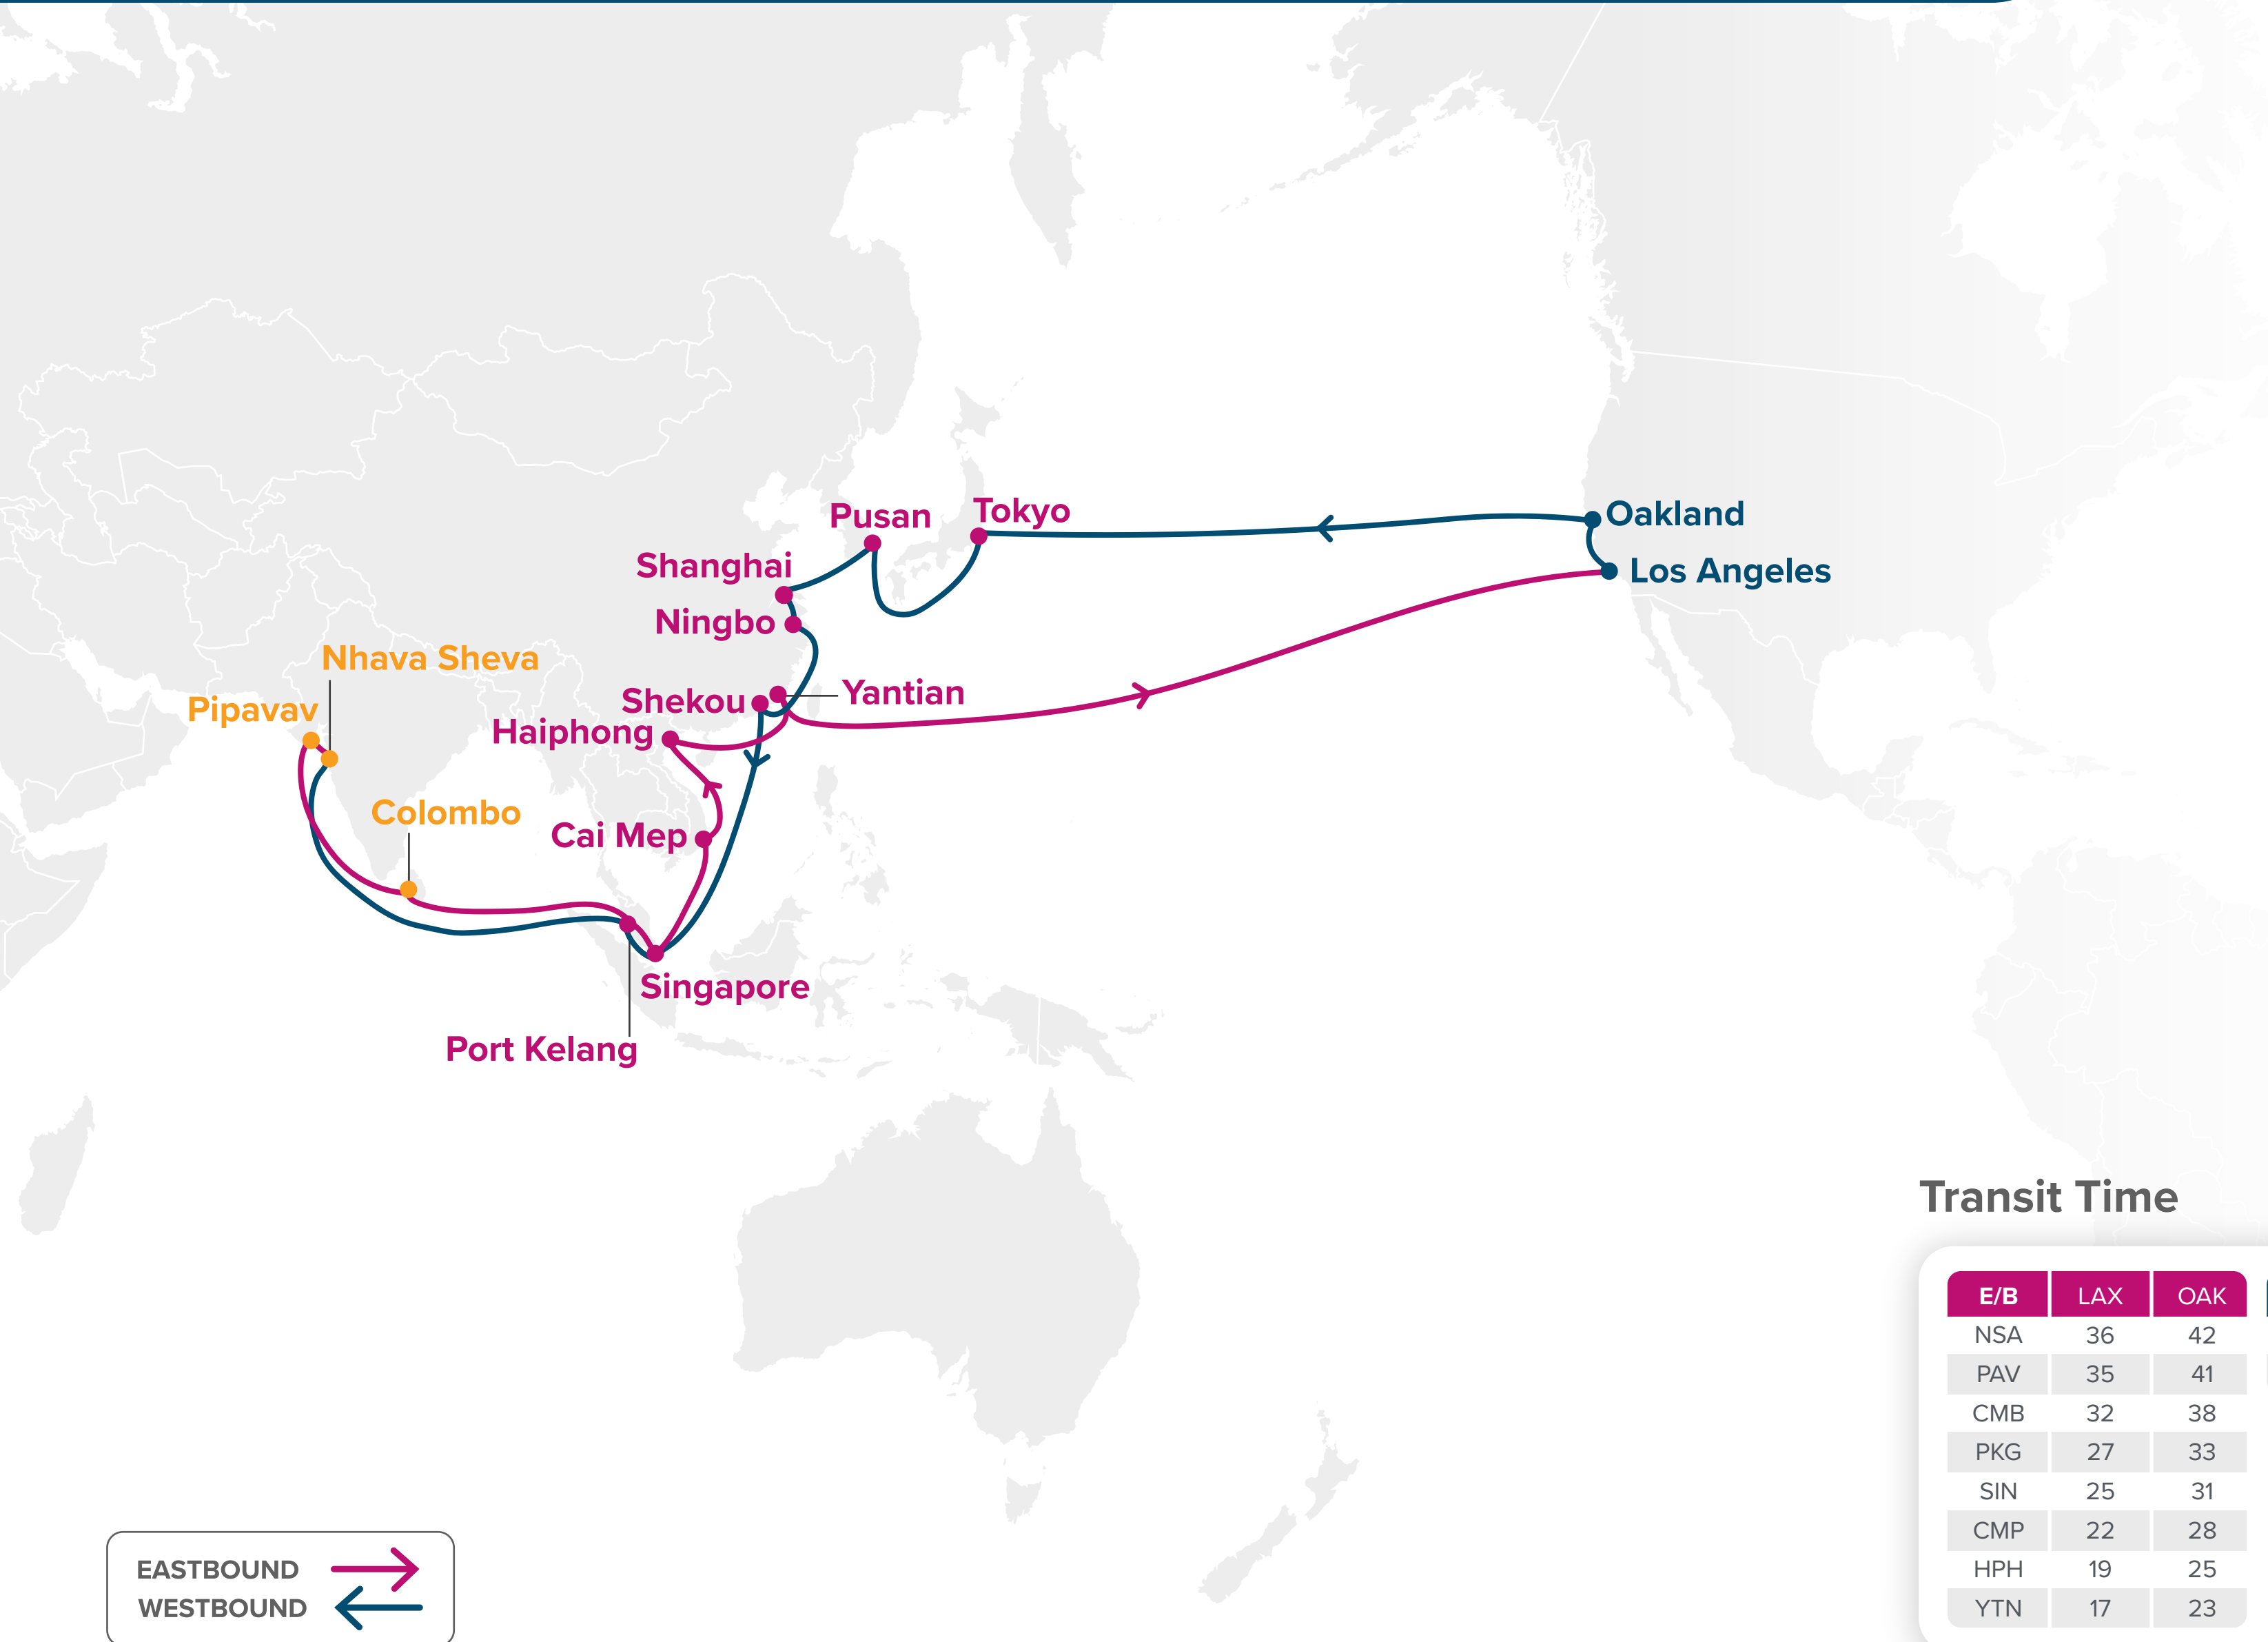 Pusan
Tokyo
Oakland
Los Angeles
Shanghai
Ningbo
Nhava Sheva
Pipavav
Shekou
Yantian
Haiphong
Colombo
Cai Mep
Singapore
Port Kelang
Transit Time
E/B LAX OAK
NSA 36 42
PAV 35 41
CMB 32 38
PKG 27 33
SIN 25 31
CMP 22 28
HPH 19 25
YTN 17 23
EASTBOUND
WESTBOUND